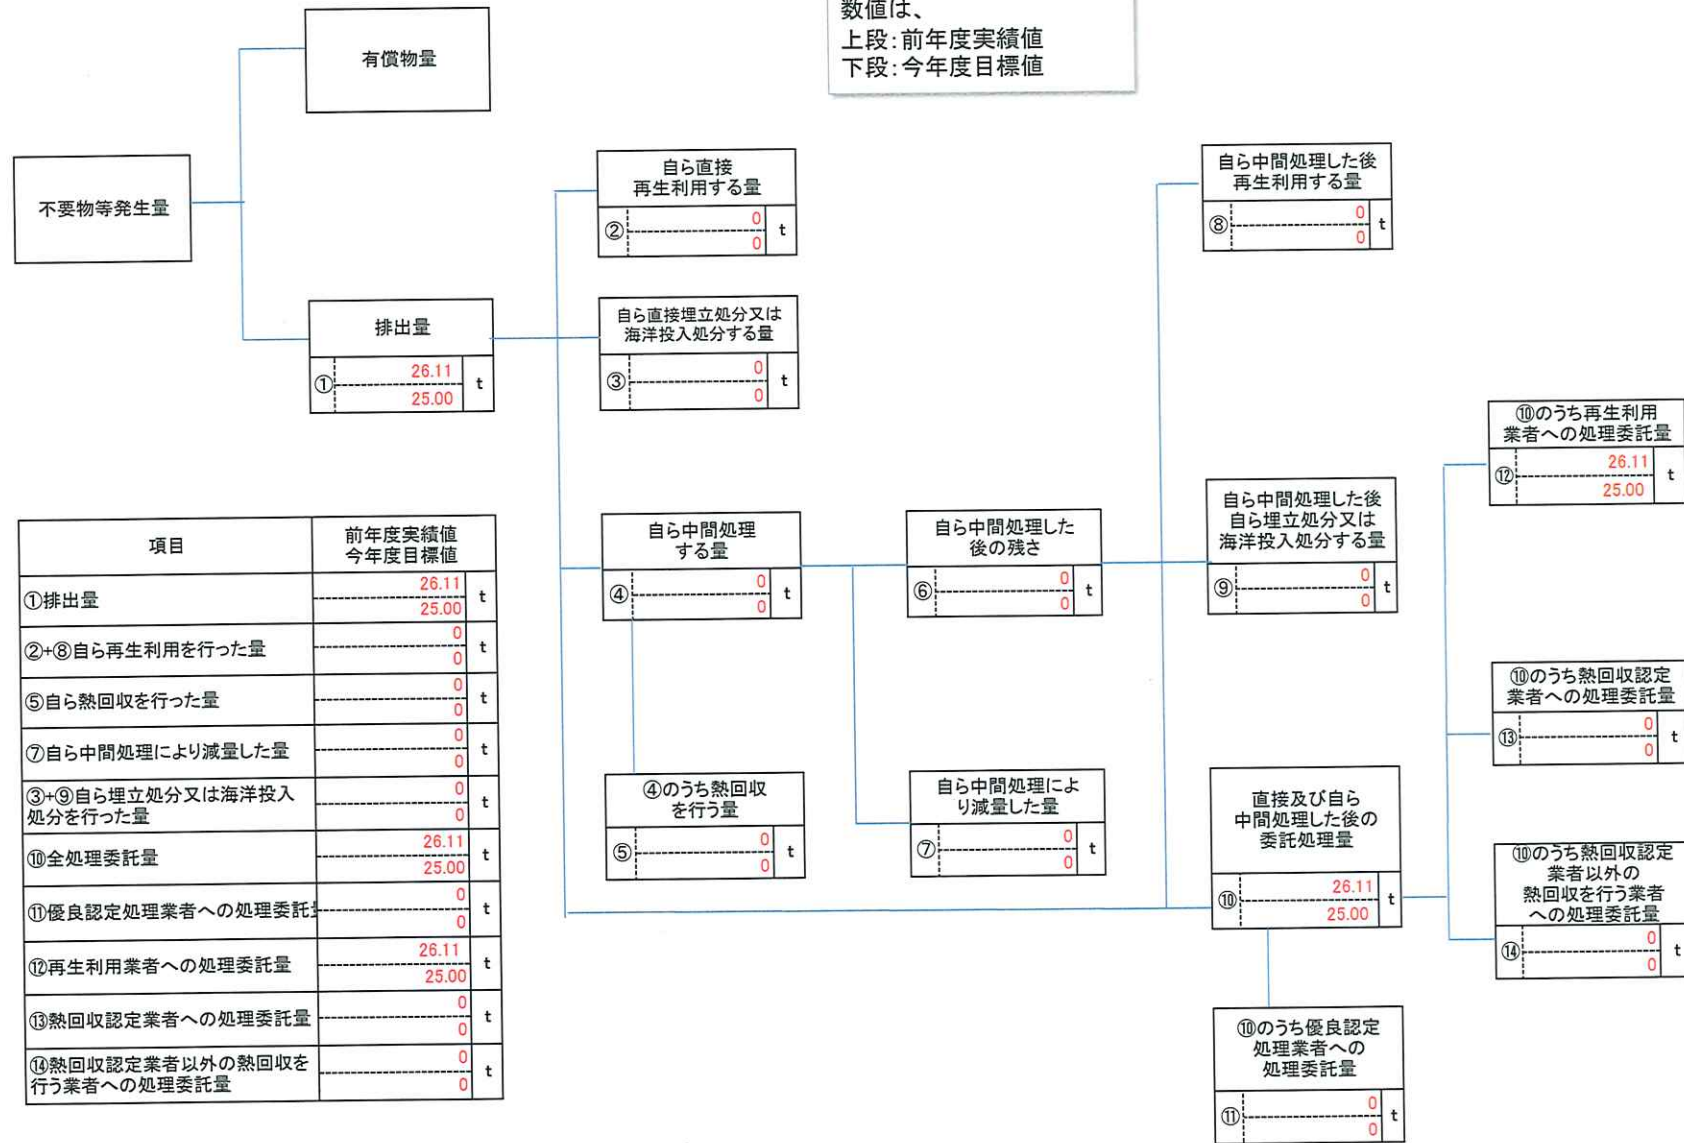 数値は、
上段:前年度実績値
下段:今年度目標値
有償物量
不要物等発生量
排出量
①
26.11
25.00
t
自ら直接
再生利用する量
②
0
0
t
自ら直接埋立処分又は
海洋投入処分する量
③
0
0
t
自ら中間処理
する量
④
0
0
t
④のうち熱回収
を行う量
⑤
0
0
t
自ら中間処理した
後の残さ
⑥
0
0
t
自ら中間処理によ
り減量した量
⑦
0
0
t
自ら中間処理した後
再生利用する量
⑧
0
0
t
自ら中間処理した後
自ら埋立処分又は
海洋投入処分する量
⑨
0
0
t
直接及び自ら
中間処理した後の
委託処理量
⑩
26.11
25.00
t
⑩のうち優良認定
処理業者への
処理委託量
⑪
0
0
t
⑩のうち再生利用
業者への処理委託量
⑫
26.11
25.00
t
⑩のうち熱回収認定
業者への処理委託量
⑬
0
0
t
⑩のうち熱回収認定
業者以外の
熱回収を行う業者
への処理委託量
⑭
0
0
t
項目
前年度実績値
今年度目標値
①排出量
26.11
25.00
t
②+⑧自ら再生利用を行った量
0
0
t
⑤自ら熱回収を行った量
0
0
t
⑦自ら中間処理により減量した量
0
0
t
③+⑨自ら埋立処分又は海洋投入
処分を行った量
0
0
t
⑩全処理委託量
26.11
25.00
t
⑪優良認定処理業者への処理委託
0
0
t
⑫再生利用業者への処理委託量
26.11
25.00
t
⑬熱回収認定業者への処理委託量
0
0
t
⑭熱回収認定業者以外の熱回収を
行う業者への処理委託量
0
0
t